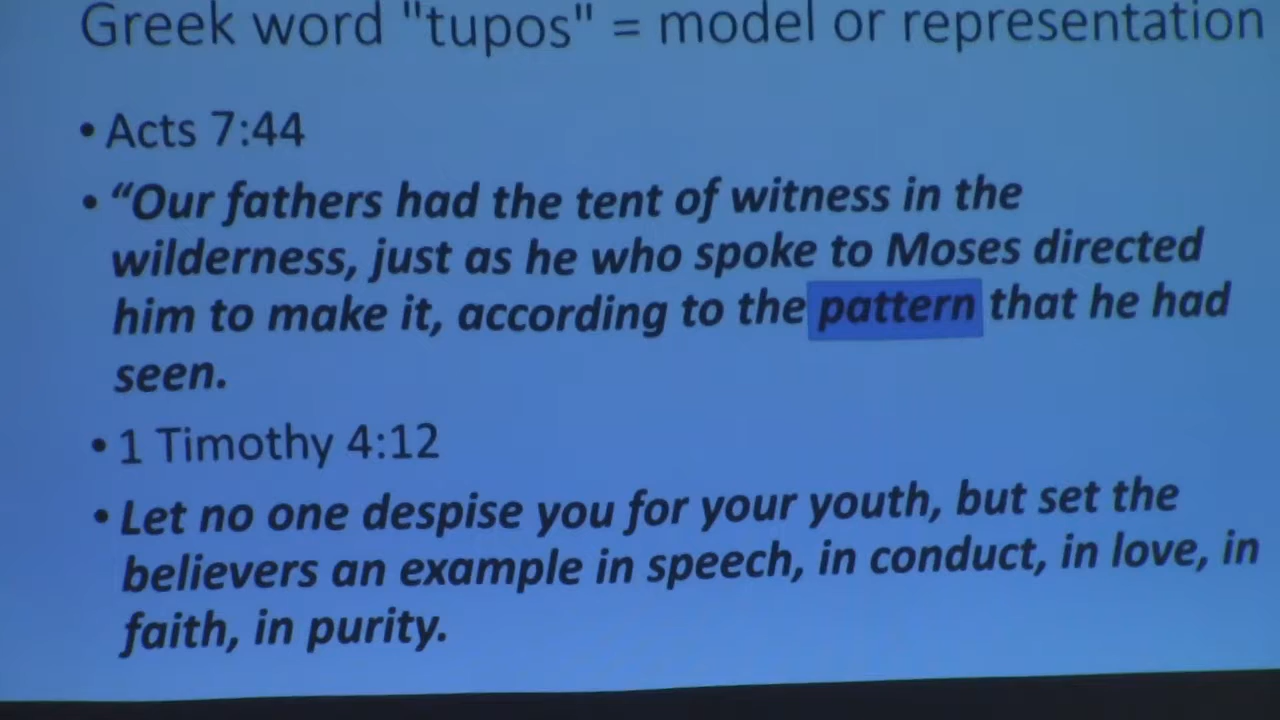 Greek word "tupos" = model or representation
• Acts 7:44
• “Our fathers had the tent of witness in the
wilderness, just as he who spoke to Moses directed
him to make it, according to the pattern that he had
seen.
• 1 Timothy 4:12
• Let no one despise you for your youth, but set the
believers an example in speech, in conduct, in love, in
faith, in purity.